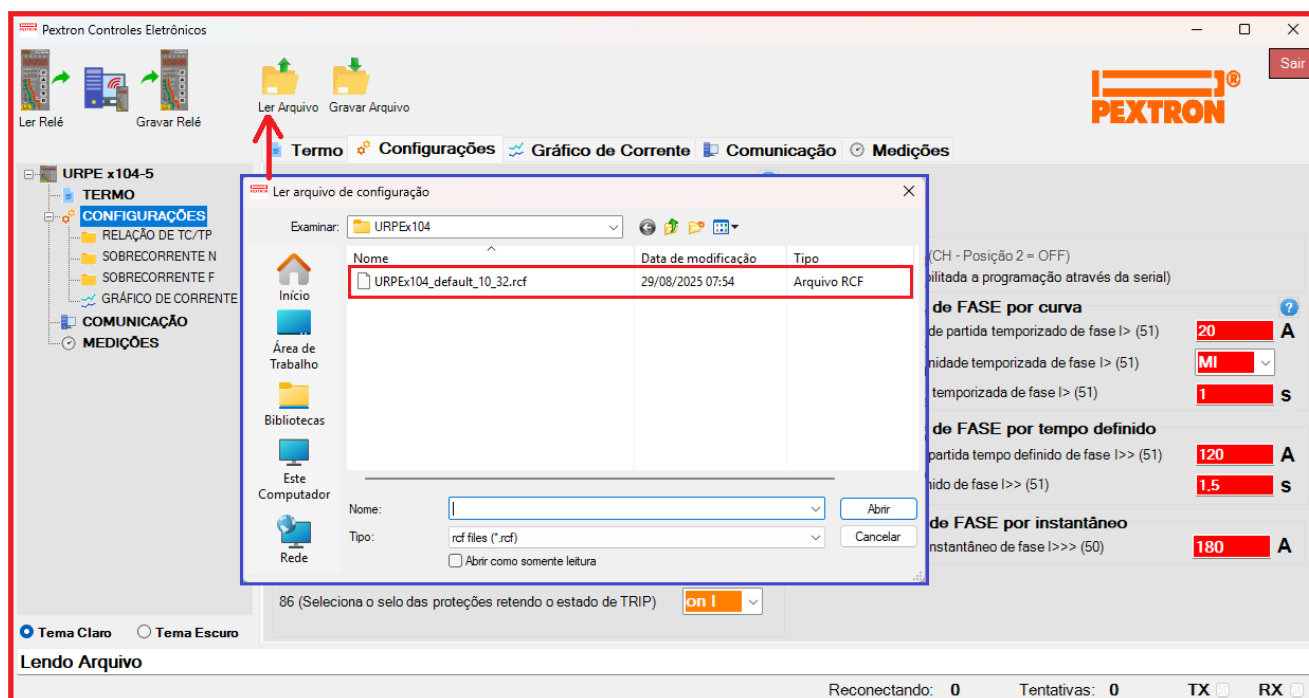 Pextron Controles Eletrônicos
Sair
Ler Relé
Gravar Relé
Ler Arquivo
Gravar Arquivo
PEXTRON
®
Termo
Configurações
Gráfico de Corrente
Comunicação
Medições
URPE x104-5
TERMO
CONFIGURAÇÕES
RELAÇÃO DE TC/TP
SOBRECORRENTE N
SOBRECORRENTE F
GRÁFICO DE CORRENTE
COMUNICAÇÃO
MEDIÇÕES
Ler arquivo de configuração
Examinar:
URPEx104
Início
Área de
Trabalho
Bibliotecas
Este
Computador
Rede
Nome
Data de modificação
Tipo
URPEx104_default_10_32.rcf
29/08/2025 07:54
Arquivo RCF
Nome:
Abrir
Tipo:
rcf files (*.rcf)
Cancelar
Abrir como somente leitura
(CH - Posição 2 = OFF)
a programação através da serial)
de FASE por curva
de partida temporizado de fase I> (51)
20
A
temporizada de fase I> (51)
MI
temporizada de fase I> (51)
1
s
de FASE por tempo definido
partida tempo definido de fase I>> (51)
120
A
de fase I>> (51)
1,5
s
de FASE por instantâneo
de fase I>>> (50)
180
A
86 (Seleciona o selo das proteções retendo o estado de TRIP)
on I
Tema Claro
Tema Escuro
Lendo Arquivo
Reconectando: 0
Tentativas: 0
TX
RX